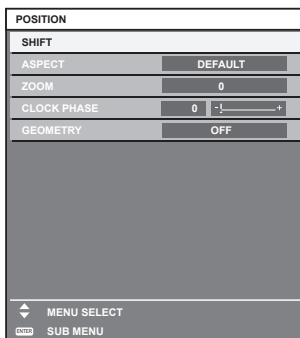 POSITION
SHIFT
ASPECT DEFAULT
ZOOM 0
CLOCK PHASE 0 - +
GEOMETRY OFF
MENU SELECT
ENTER SUB MENU